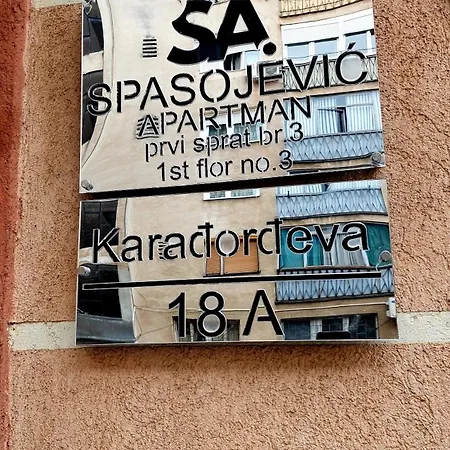 SA.
SPASOJEVIĆ
APARTMAN
prvi sprat br.3
1st flor no.3
Karađorđeva
18 A